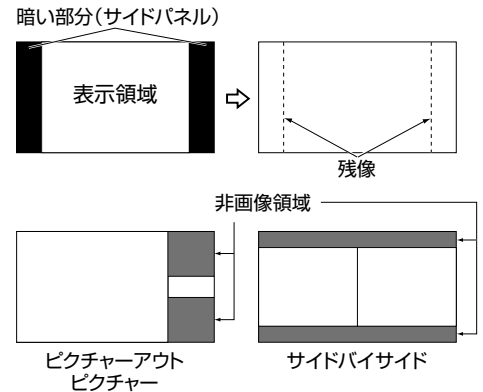 暗い部分(サイドパネル)
表示領域
残像
非画像領域
ピクチャーアウト
ピクチャー
サイドバイサイド